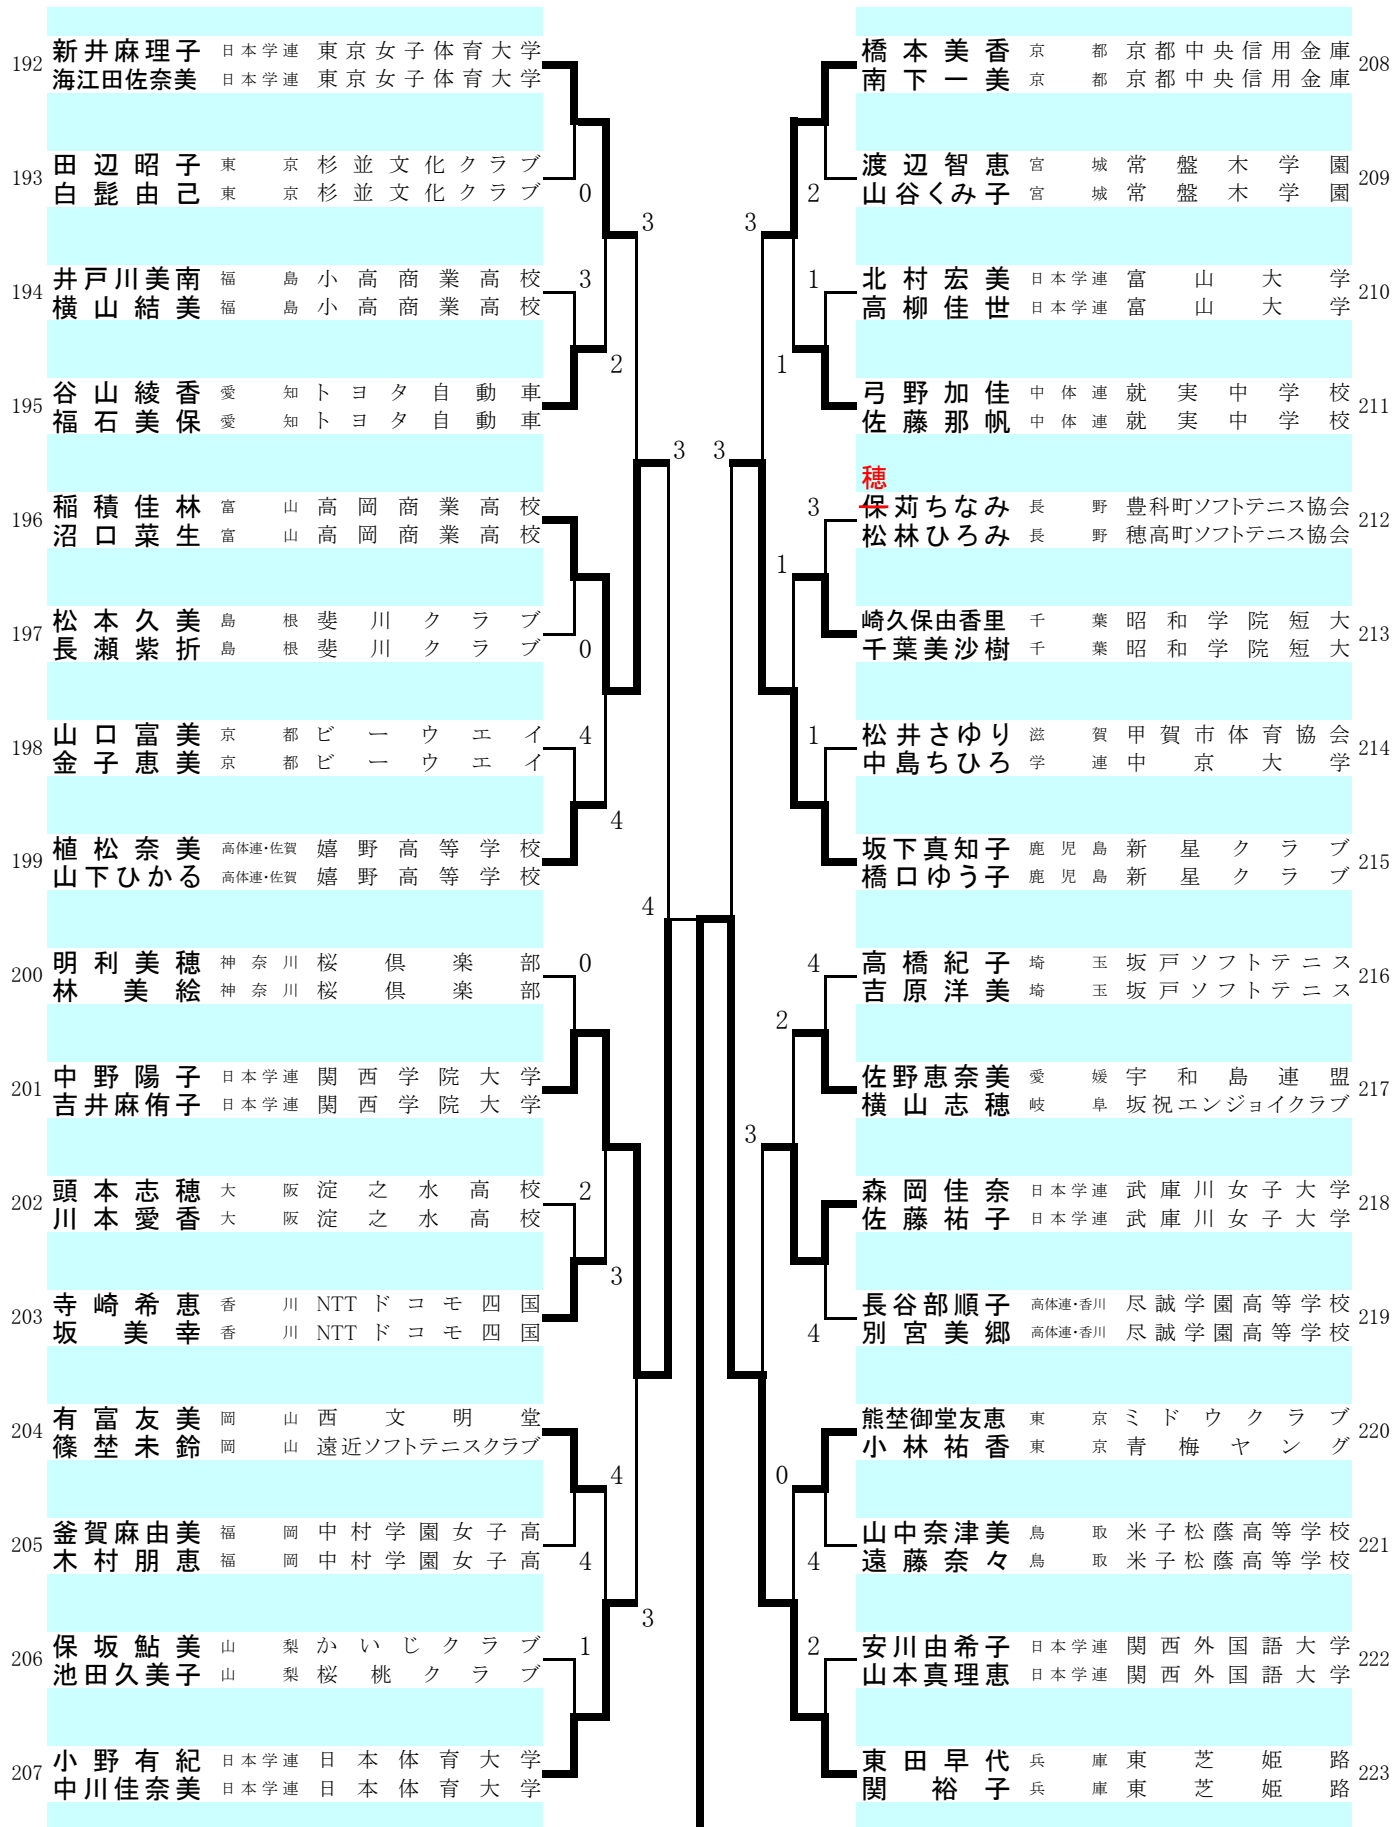 192 新井麻理子 日本学連 東京女子体育大学
海江田佐奈美 日本学連 東京女子体育大学
193 田辺昭子 東京 杉並文化クラブ
白髭由己 東京 杉並文化クラブ
0
3
194 井戸川美南 福島 小高商業高校 3
横山結美 福島 小高商業高校
2
195 谷山綾香 愛知 トヨタ自動車
福石美保 愛知 トヨタ自動車
3
196 稲積佳林 富山 高岡商業高校
沼口菜生 富山 高岡商業高校
197 松本久美 島根 斐川クラブ
長瀬紫折 島根 斐川クラブ
0
198 山口富美 京都 ビーウエイ 4
金子恵美 京都 ビーウエイ
4
199 植松奈美 高体連・佐賀 嬉野高等学校
山下ひかる 高体連・佐賀 嬉野高等学校
4
200 明利美穂 神奈川 桜倶楽部 0
林美絵 神奈川 桜倶楽部
201 中野陽子 日本学連 関西学院大学
吉井麻侑子 日本学連 関西学院大学
202 頭本志穂 大阪 淀之水高校 2
川本愛香 大阪 淀之水高校
3
203 寺崎希恵 香川 NTTドコモ四国
坂美幸 香川 NTTドコモ四国
204 有富友美 岡山 西文明堂
篠埜未鈴 岡山 遠近ソフトテニスクラブ
4
205 釜賀麻由美 福岡 中村学園女子高
木村朋恵 福岡 中村学園女子高
4
3
206 保坂鮎美 山梨 かいじクラブ 1
池田久美子 山梨 桜桃クラブ
207 小野有紀 日本学連 日本体育大学
中川佳奈美 日本学連 日本体育大学
橋本美香 京都 京都中央信用金庫 208
南下一美 京都 京都中央信用金庫
渡辺智恵 宮城 常盤木学園 209
山谷くみ子 宮城 常盤木学園
2
3
1 北村宏美 日本学連 富山大学 210
高柳佳世 日本学連 富山大学
1
弓野加佳 中体連 就実中学校 211
佐藤那帆 中体連 就実中学校
3
穂
3 保苅ちなみ 長野 豊科町ソフトテニス協会 212
松林ひろみ 長野 穂高町ソフトテニス協会
1
崎久保由香里 千葉 昭和学院短大 213
千葉美沙樹 千葉 昭和学院短大
1 松井さゆり 滋賀 甲賀市体育協会 214
中島ちひろ 学連 中京大学
坂下真知子 鹿児島 新星クラブ 215
橋口ゆう子 鹿児島 新星クラブ
4 高橋紀子 埼玉 坂戸ソフトテニス 216
吉原洋美 埼玉 坂戸ソフトテニス
2
佐野恵奈美 愛媛 宇和島連盟 217
横山志穂 岐阜 坂祝エンジョイクラブ
3
森岡佳奈 日本学連 武庫川女子大学 218
佐藤祐子 日本学連 武庫川女子大学
長谷部順子 高体連・香川 尽誠学園高等学校 219
4 別宮美郷 高体連・香川 尽誠学園高等学校
熊埜御堂友恵 東京 ミドウクラブ 220
小林祐香 東京 青梅ヤング
0
山中奈津美 鳥取 米子松蔭高等学校 221
4 遠藤奈々 鳥取 米子松蔭高等学校
2 安川由希子 日本学連 関西外国語大学 222
山本真理恵 日本学連 関西外国語大学
東田早代 兵庫 東芝姫路 223
関裕子 兵庫 東芝姫路